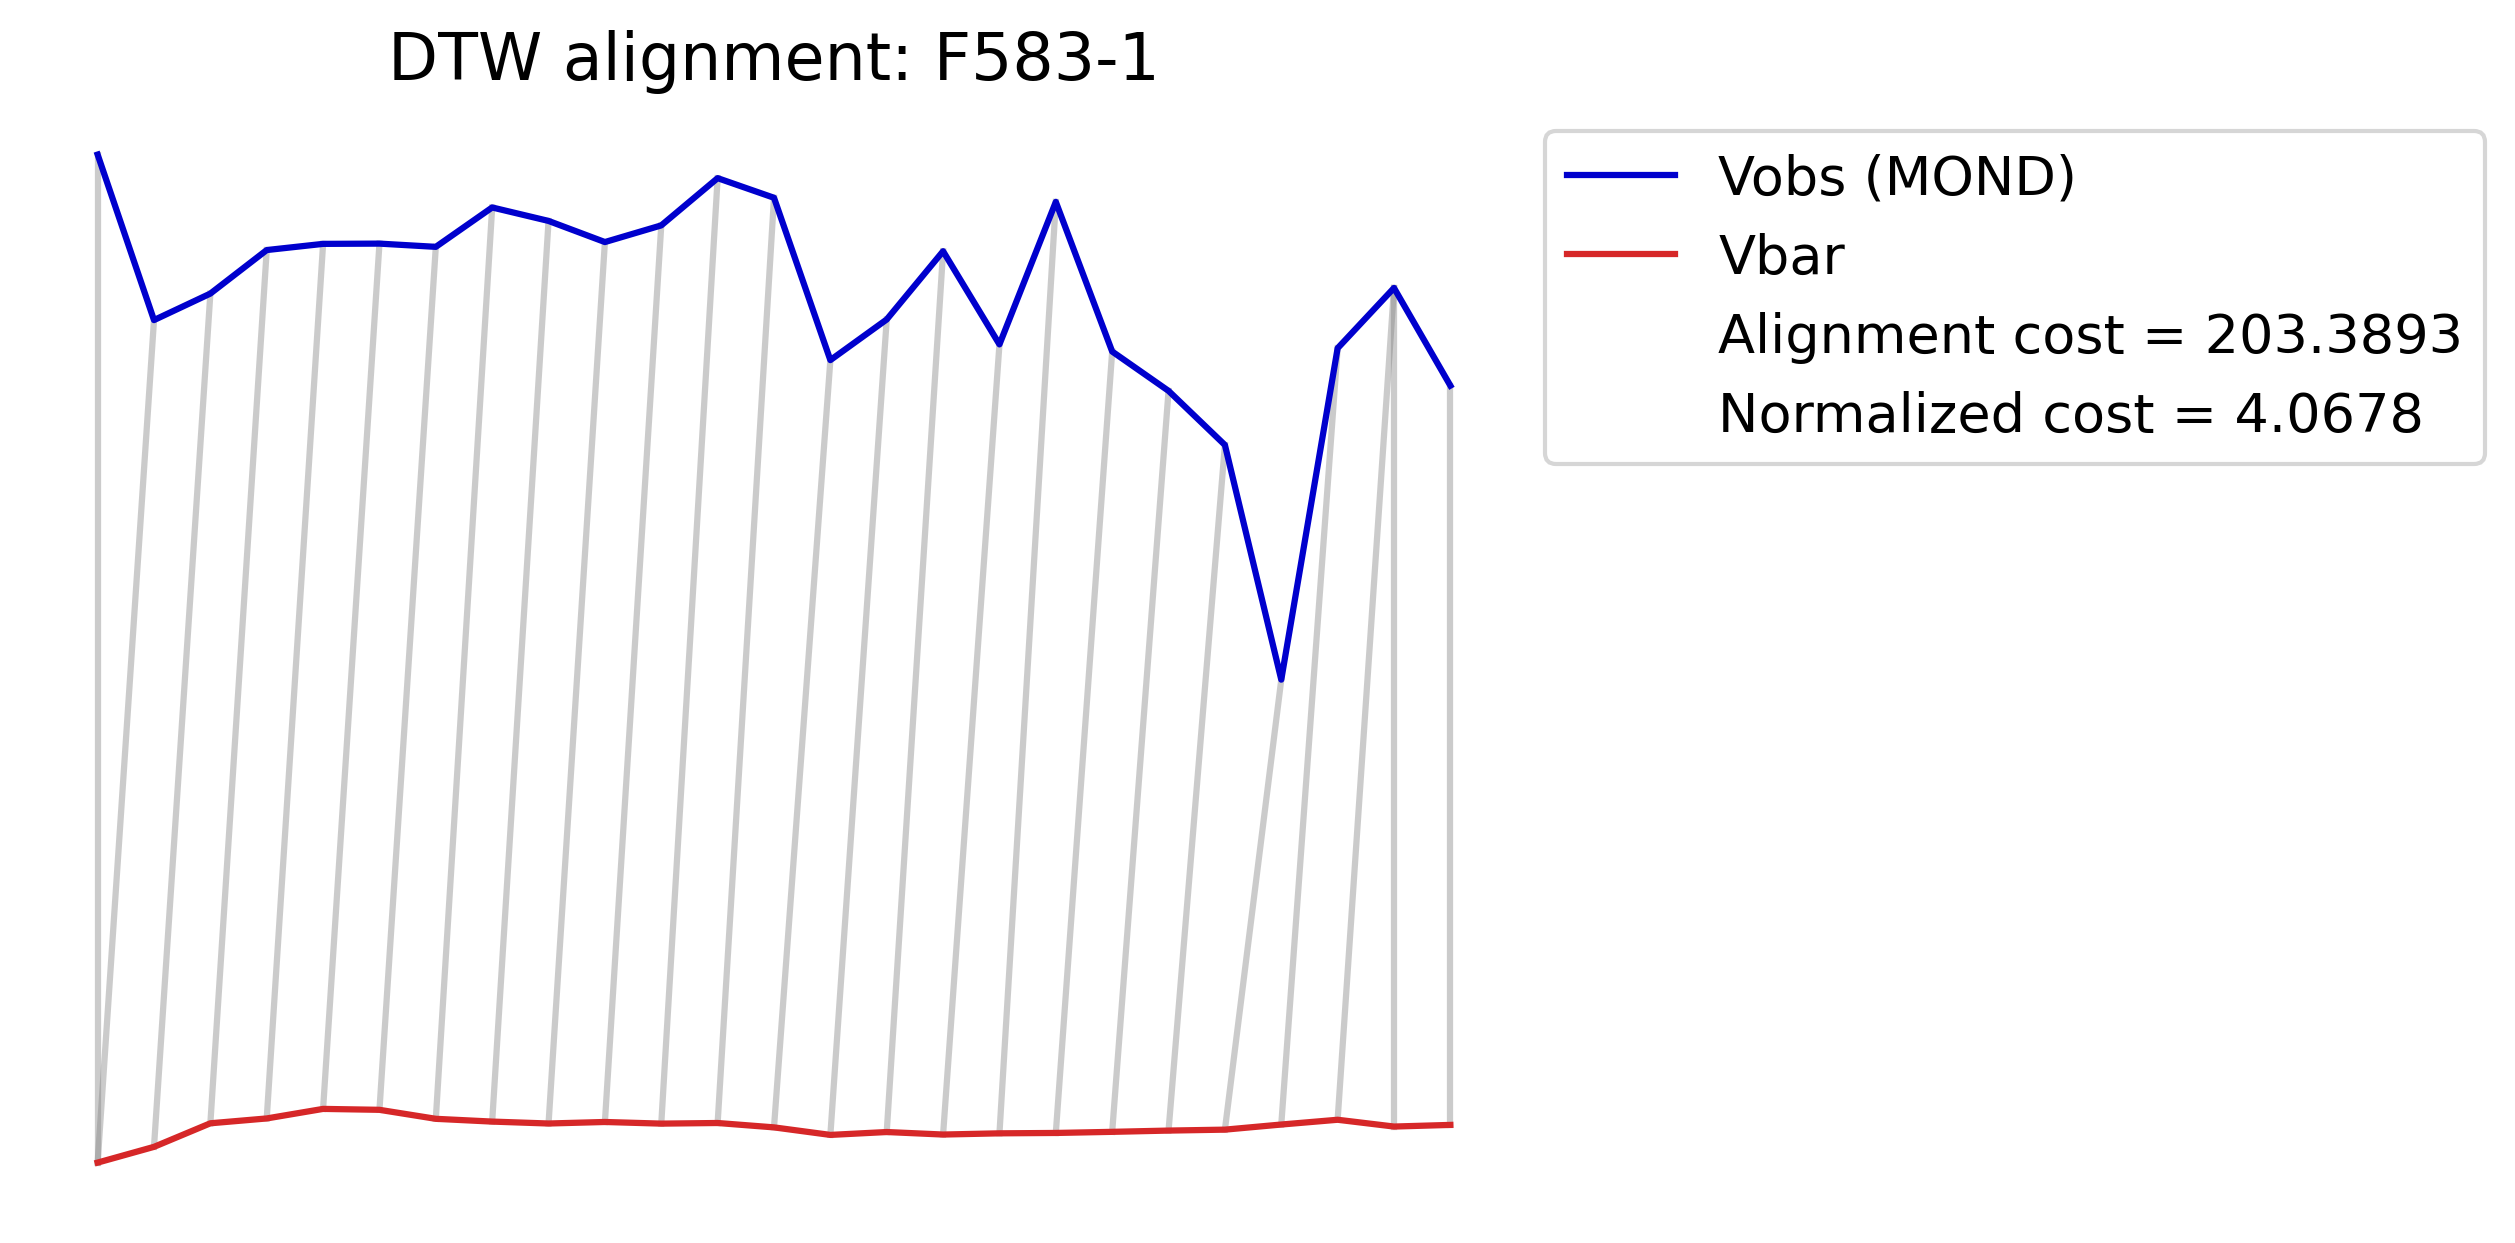 DTW alignment: F583-1
Vobs (MOND)
Vbar
Alignment cost = 203.3893
Normalized cost = 4.0678